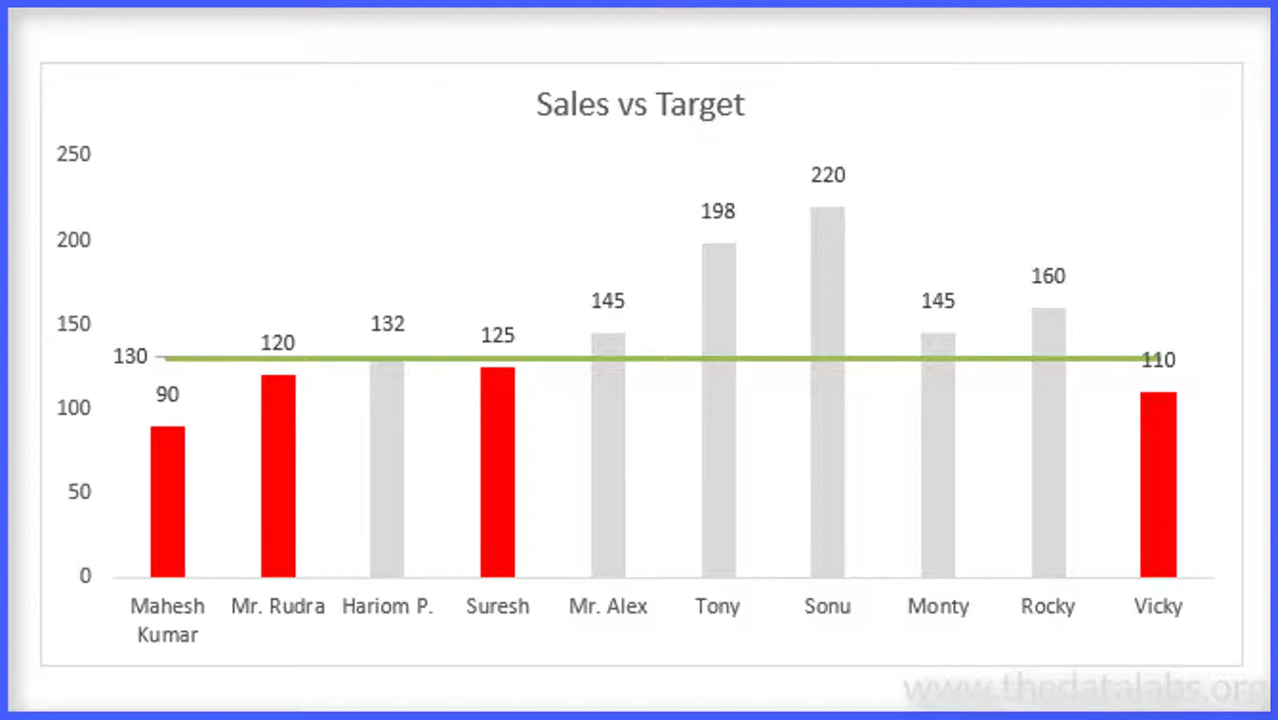 Sales vs Target
250
200
150
100
50
0
130
90
120
132
125
145
198
220
145
160
110
Mahesh
Kumar
Mr. Rudra
Hariom P.
Suresh
Mr. Alex
Tony
Sonu
Monty
Rocky
Vicky
www.thedatalabs.org